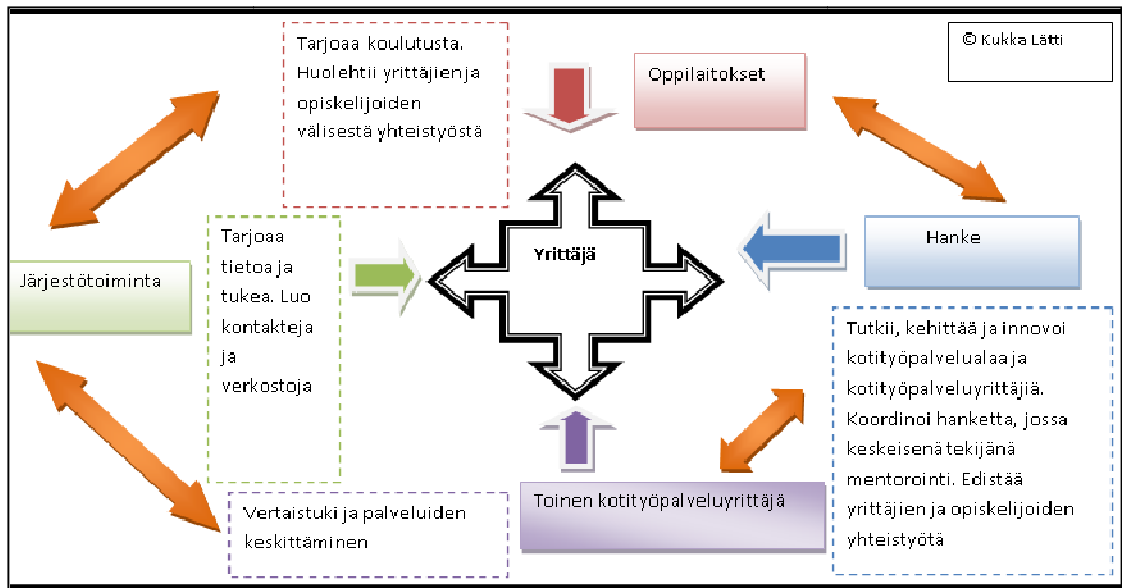 Tarjoaa koulutusta.
Huolehtii yrittäjien ja
opiskelijoiden
välisestä yhteistyöstä
Oppilaitokset
© Kukka Lätti
Järjestötoiminta
Tarjoaa
tietoa ja
tukea. Luo
kontakteja
ja
verkostoja
Yrittäjä
Hanke
Tutkii, kehittää ja innovoi
kotityöpalvelualaa ja
kotityöpalveluyrittäjiä.
Koordinoi hanketta, jossa
keskeisenä tekijänä
mentorointi. Edistää
yrittäjien ja opiskelijoiden
yhteistyötä
Vertaistuki ja palveluiden
keskittäminen
Toinen kotityöpalveluyrittäjä